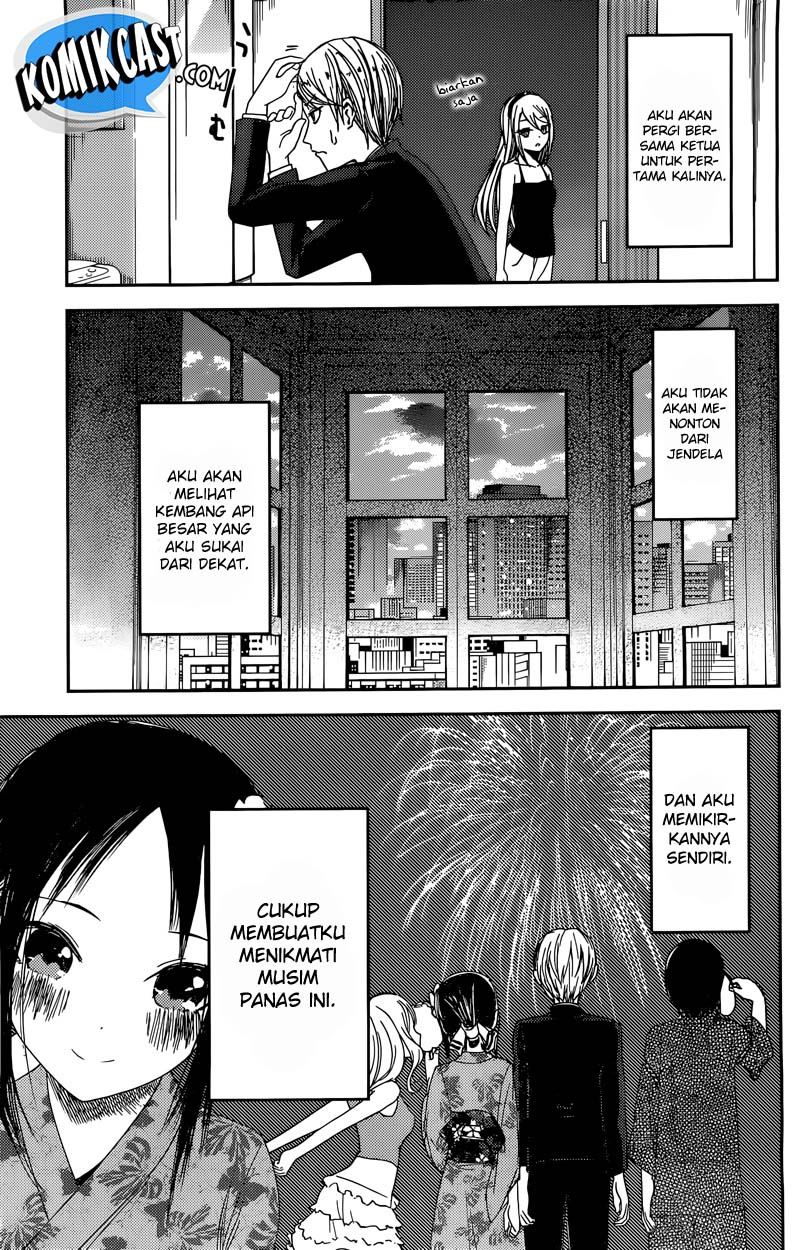 KOMIKCAST
.COM
AKU AKAN
PERGI BER-
SAMA KETUA
UNTUK PER-
TAMA KALINYA.
biarkan
saja
む
AKU TIDAK
AKAN ME-
NONTON
DARI
JENDELA
AKU AKAN
MELIHAT
KEMBANG API
BESAR YANG
AKU SUKAI
DARI DEKAT.
DAN AKU
MEMIKIR-
KANNYA
SENDIRI.
CUKUP
MEMBUATKU
MENIKMATI
MUSIM
PANAS INI.